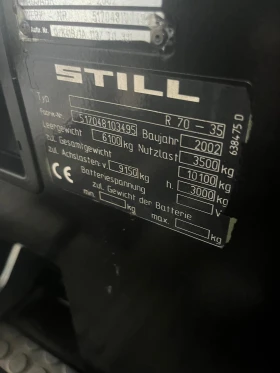 STILL
Typ R 70-35
517048103495 Baujahr 2002
Leergewicht 6100 kg Nutzlast 3500 kg
zul. Gesamtgewicht 10100 kg
zul. Achslasten v. 9150 kg h. 3000 kg
Batteriespannung V
zul. Gewicht der Batterie
min. kg max. kg
CE
638475 D